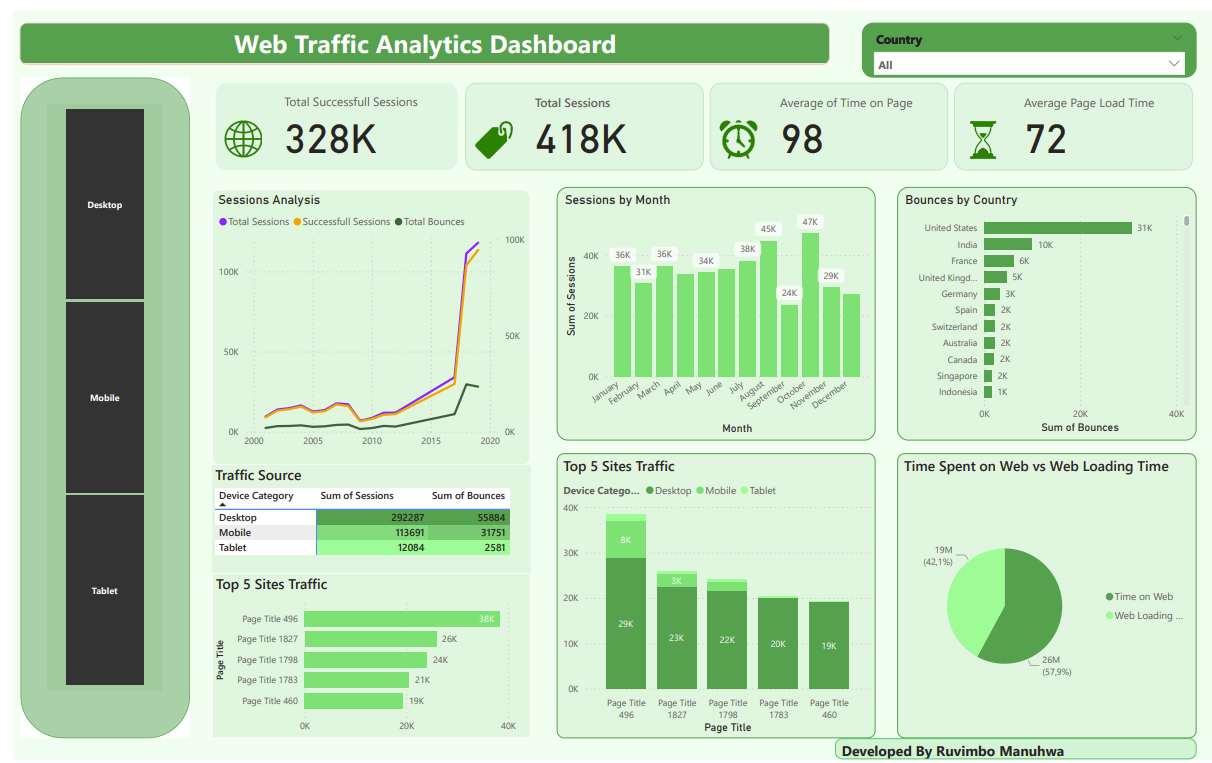 Web Traffic Analytics Dashboard
Country
All
Desktop
Mobile
Tablet
Total Successfull Sessions
328K
Total Sessions
418K
Average of Time on Page
98
Average Page Load Time
72
Sessions Analysis
Total Sessions Successfull Sessions Total Bounces
100K
50K
0K
100K
50K
0K
2000 2005 2010 2015 2020
Sessions by Month
Sum of Sessions
40K
20K
0K
36K 31K 36K 34K 38K 45K 24K 47K 29K
January February March April May June July August September October November December
Month
Bounces by Country
United States 31K
India 10K
France 6K
United Kingd... 5K
Germany 3K
Spain 2K
Switzerland 2K
Australia 2K
Canada 2K
Singapore 2K
Indonesia 1K
0K 20K 40K
Sum of Bounces
Traffic Source
Device Category Sum of Sessions Sum of Bounces
Desktop 292287 55884
Mobile 113691 31751
Tablet 12084 2581
Top 5 Sites Traffic
Page Title
Page Title 496 38K
Page Title 1827 26K
Page Title 1798 24K
Page Title 1783 21K
Page Title 460 19K
0K 20K 40K
Top 5 Sites Traffic
Device Catego... Desktop Mobile Tablet
40K
30K
20K
10K
0K
8K
29K
3K
23K
22K
20K
19K
Page Title 496
Page Title 1827
Page Title 1798
Page Title 1783
Page Title 460
Page Title
Time Spent on Web vs Web Loading Time
19M
(42,1%)
26M
(57,9%)
Time on Web
Web Loading ...
Developed By Ruvimbo Manuhwa